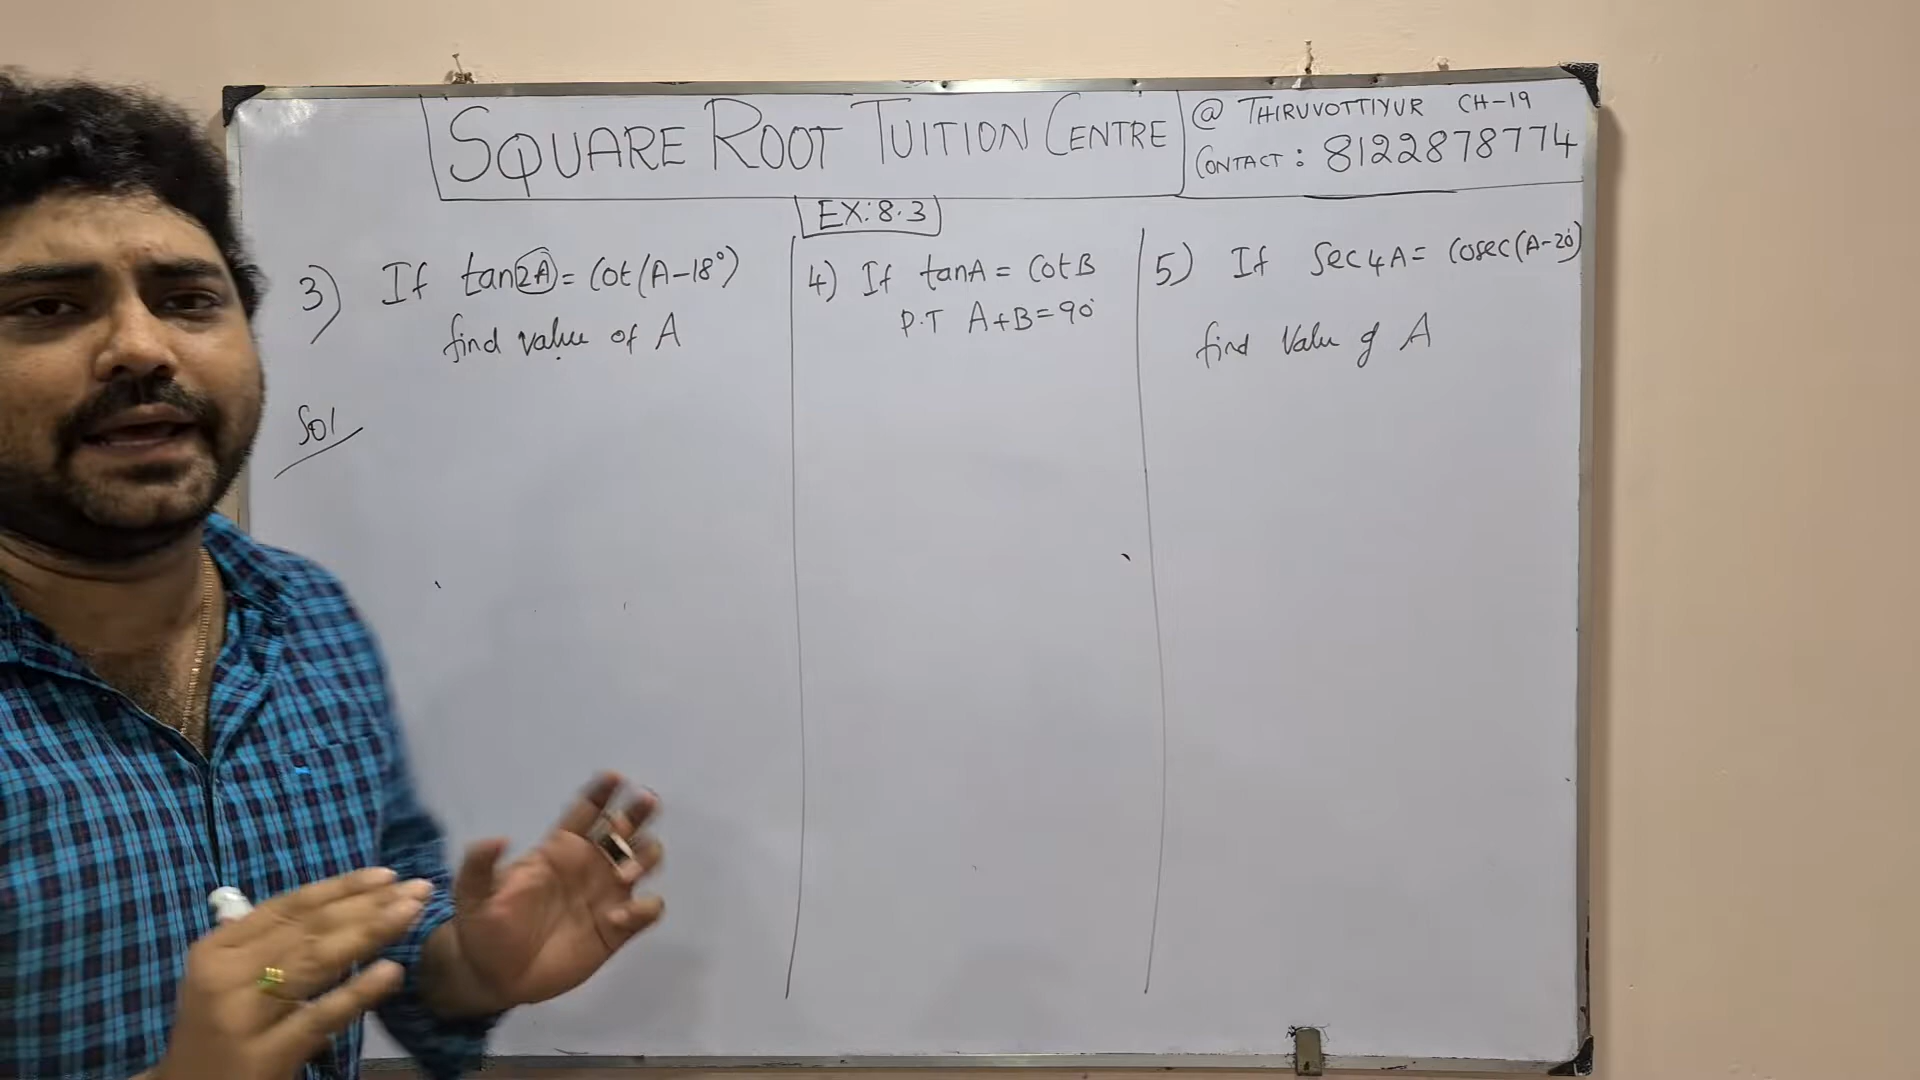 SQUARE ROOT TUITION CENTRE
@ THIRUVOTTIYUR CH-19
CONTACT : 8122878774
EX: 8.3
3) If tan 2A = Cot (A-18°)
find value of A
Sol
4) If tanA = Cot B
P.T A+B=90°
5) If Sec4A = Cosec(A-20°)
find Value of A